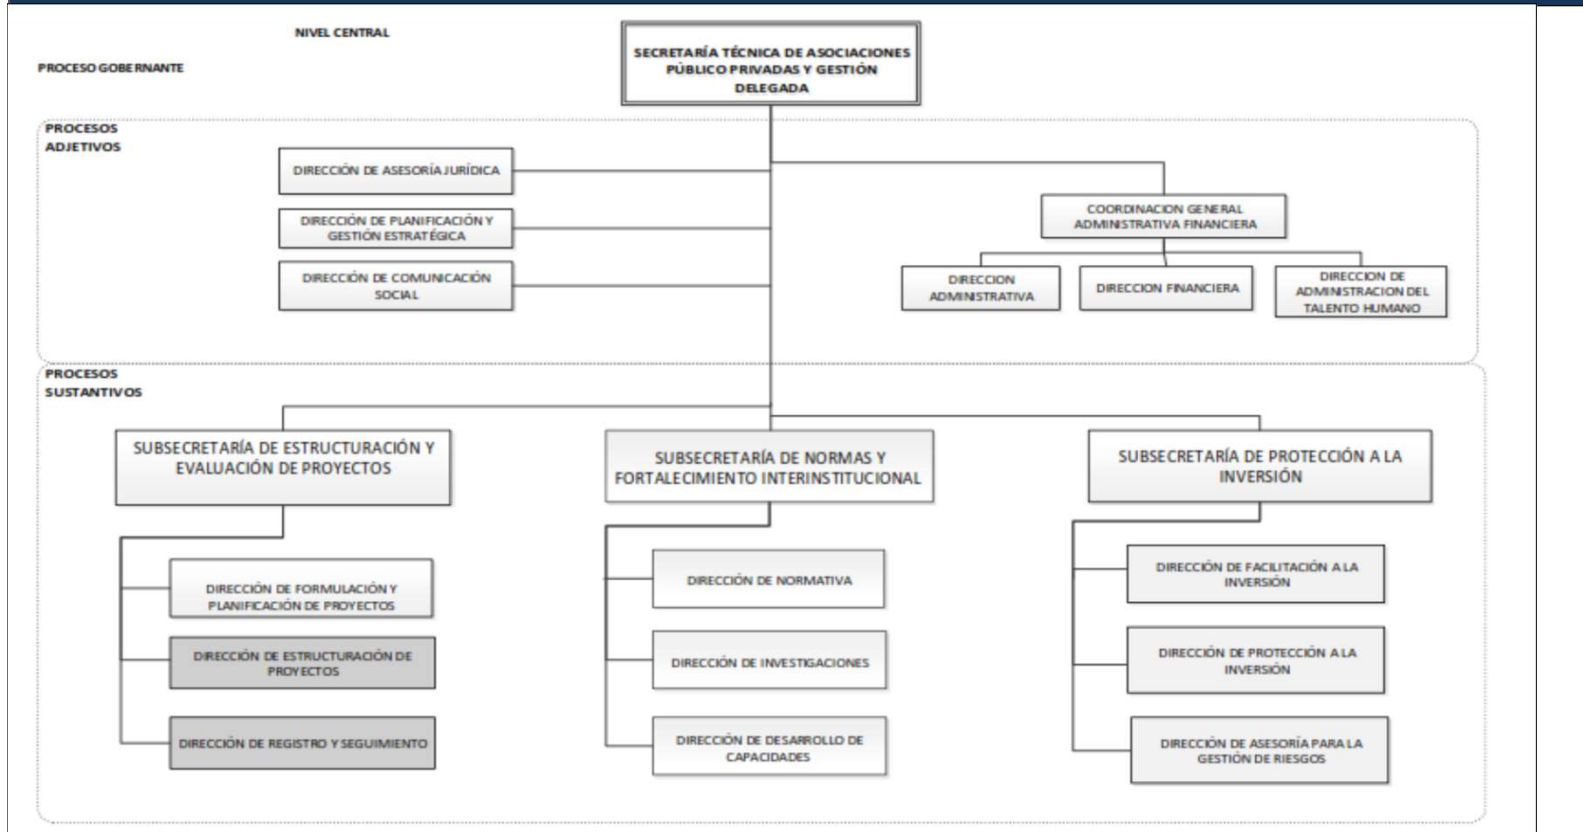 NIVEL CENTRAL
PROCESO GOBERNANTE
SECRETARÍA TÉCNICA DE ASOCIACIONES
PÚBLICO PRIVADAS Y GESTIÓN
DELEGADA
PROCESOS
ADJETIVOS
DIRECCIÓN DE ASESORÍA JURÍDICA
DIRECCIÓN DE PLANIFICACIÓN Y
GESTIÓN ESTRATÉGICA
DIRECCIÓN DE COMUNICACIÓN
SOCIAL
COORDINACION GENERAL
ADMINISTRATIVA FINANCIERA
DIRECCION
ADMINISTRATIVA
DIRECCION FINANCIERA
DIRECCION DE
ADMINISTRACION DEL
TALENTO HUMANO
PROCESOS
SUSTANTIVOS
SUBSECRETARÍA DE ESTRUCTURACIÓN Y
EVALUACIÓN DE PROYECTOS
DIRECCIÓN DE FORMULACIÓN Y
PLANIFICACIÓN DE PROYECTOS
DIRECCIÓN DE ESTRUCTURACIÓN DE
PROYECTOS
DIRECCIÓN DE REGISTRO Y SEGUIMIENTO
SUBSECRETARÍA DE NORMAS Y
FORTALECIMIENTO INTERINSTITUCIONAL
DIRECCIÓN DE NORMATIVA
DIRECCIÓN DE INVESTIGACIONES
DIRECCIÓN DE DESARROLLO DE
CAPACIDADES
SUBSECRETARÍA DE PROTECCIÓN A LA
INVERSIÓN
DIRECCIÓN DE FACILITACIÓN A LA
INVERSIÓN
DIRECCIÓN DE PROTECCIÓN A LA
INVERSIÓN
DIRECCIÓN DE ASESORÍA PARA LA
GESTIÓN DE RIESGOS